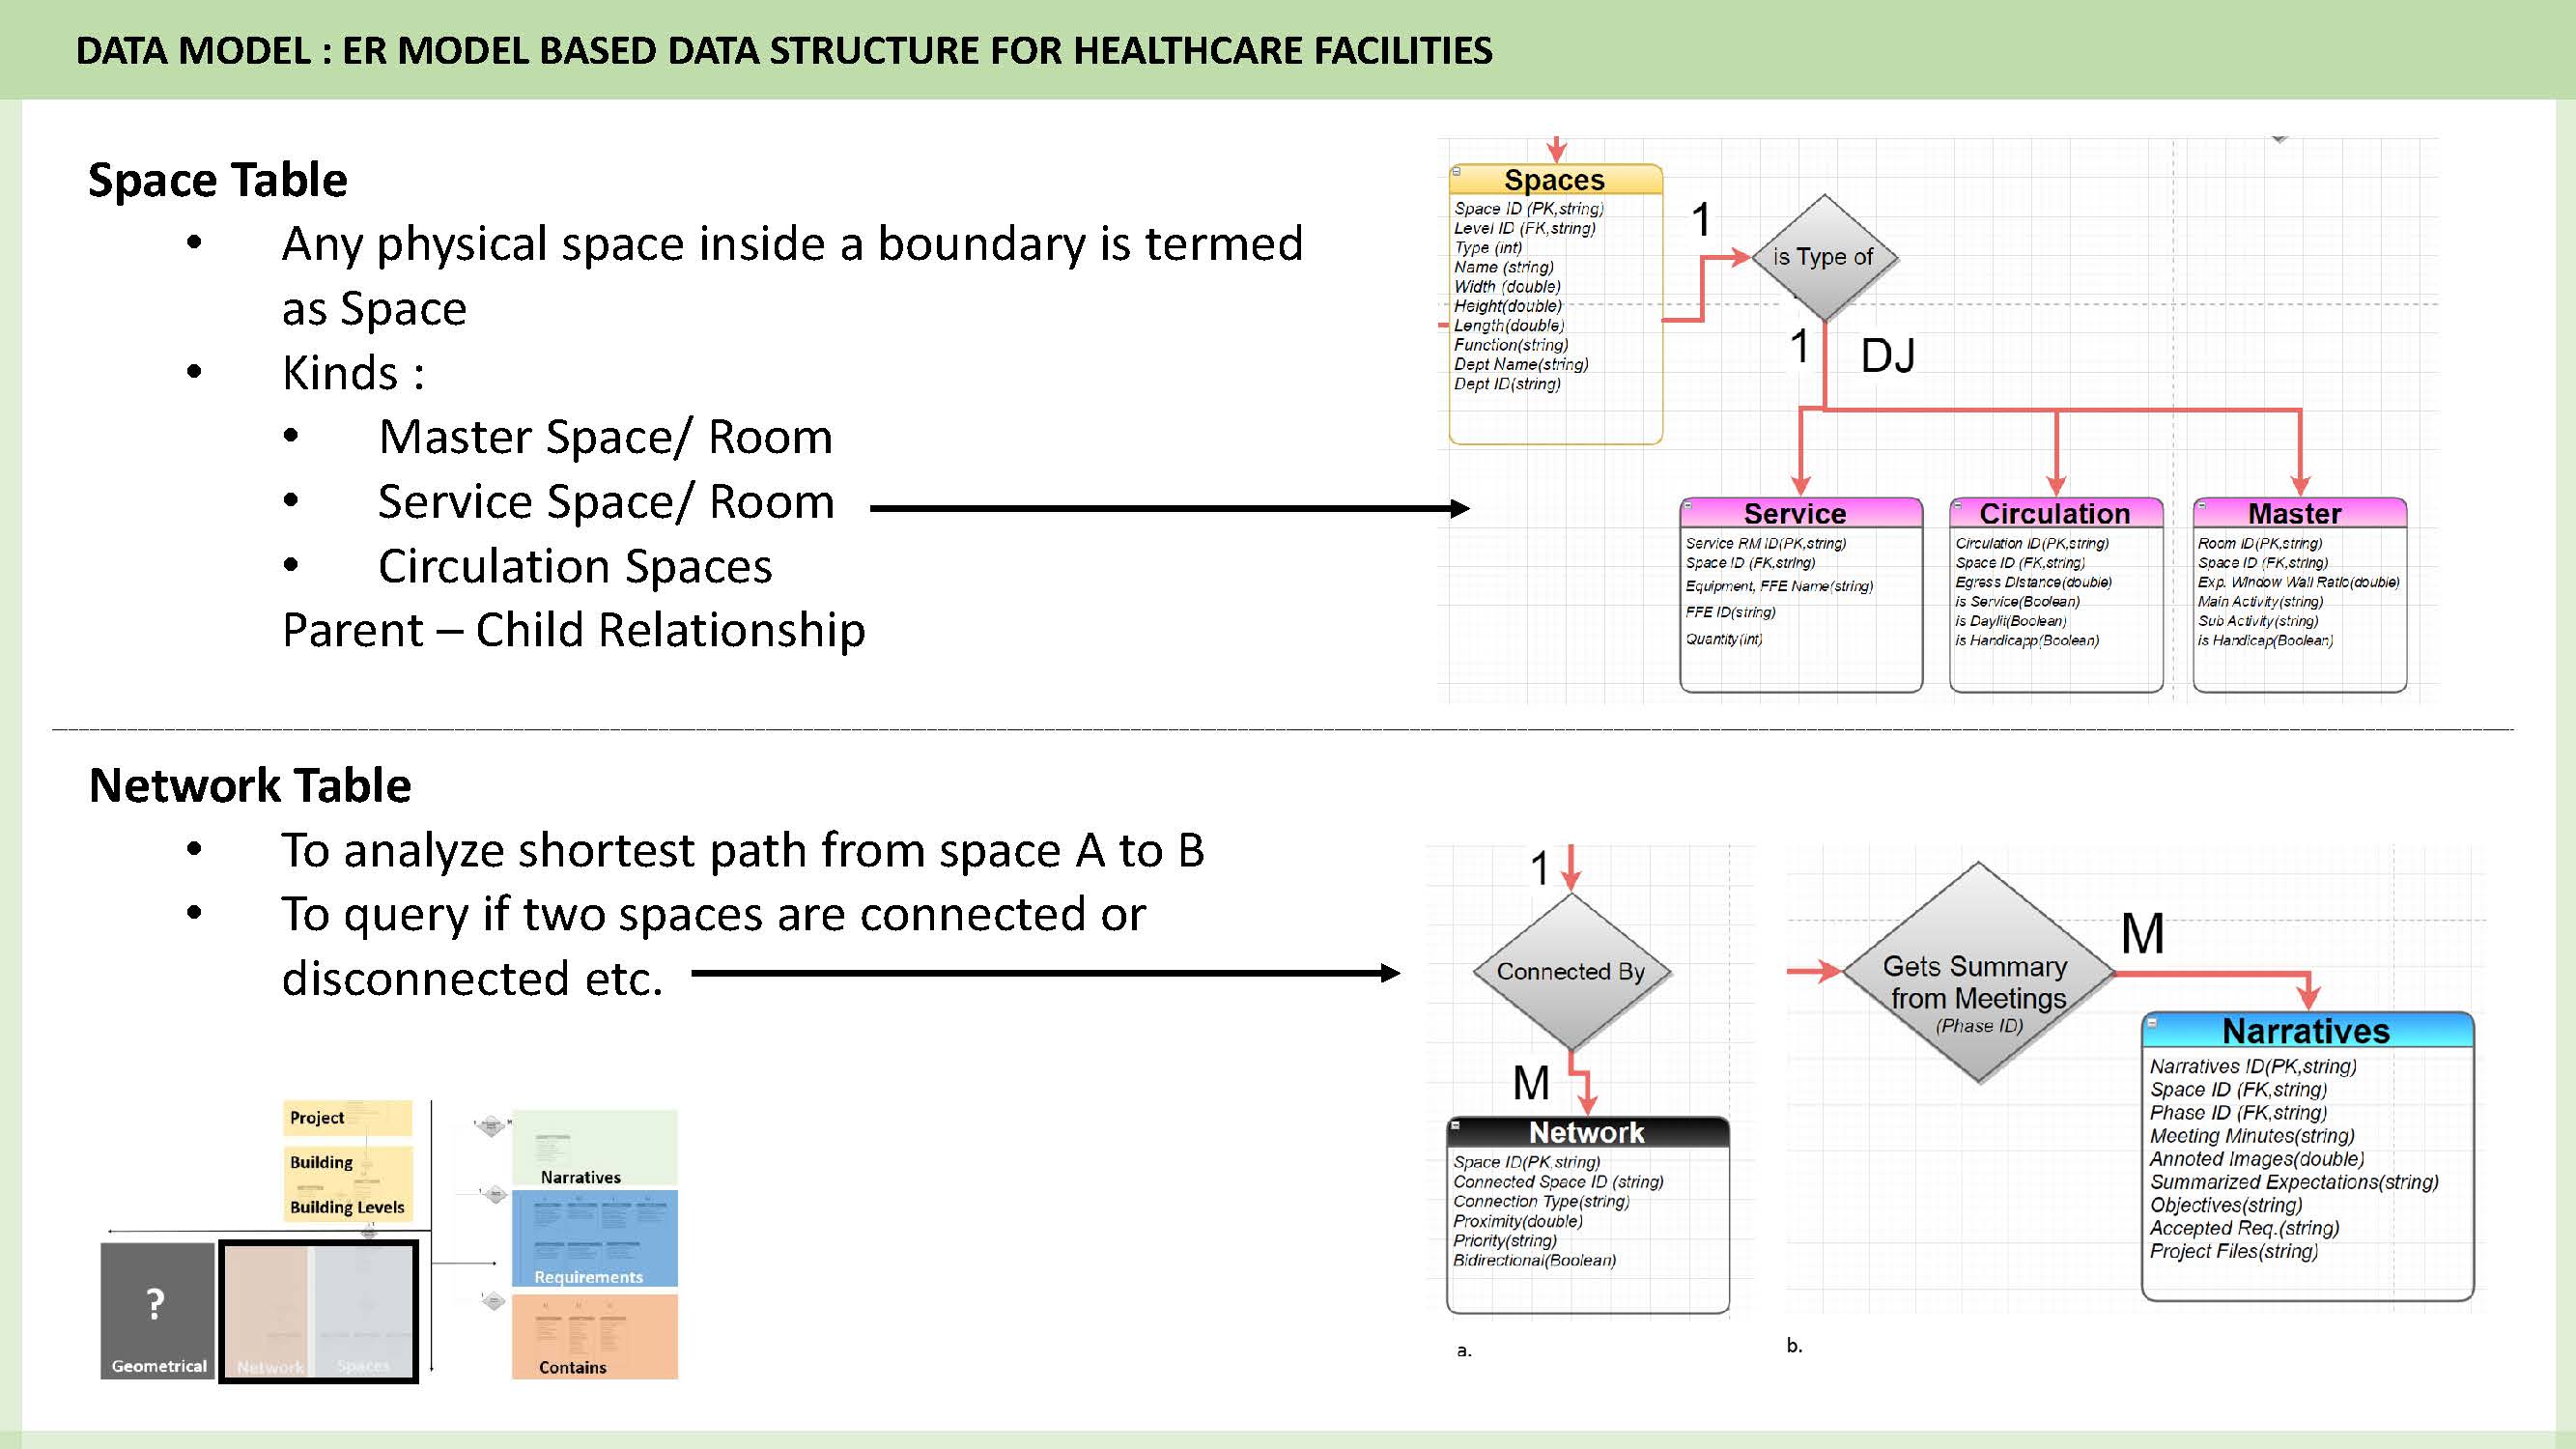 DATA MODEL : ER MODEL BASED DATA STRUCTURE FOR HEALTHCARE FACILITIES
Space Table
• Any physical space inside a boundary is termed
as Space
• Kinds :
• Master Space/ Room
• Service Space/ Room
• Circulation Spaces
Parent – Child Relationship
Spaces
Space ID (PK,string)
Level ID (FK,string)
Type (int)
Name (string)
Width (double)
Height(double)
Length(double)
Function(string)
Dept Name(string)
Dept ID(string)
1
is Type of
1
DJ
Service
Service RM ID(PK,string)
Space ID (FK,string)
Equipment, FFE Name(string)
FFE ID(string)
Quantity(int)
Circulation
Circulation ID(PK,string)
Space ID (FK,string)
Egress Distance(double)
is Service(Boolean)
is Daylit(Boolean)
is Handicapp(Boolean)
Master
Room ID(PK,string)
Space ID (FK,string)
Exp. Window Wall Ratio(double)
Main Activity(string)
Sub Activity(string)
is Handicap(Boolean)
Network Table
• To analyze shortest path from space A to B
• To query if two spaces are connected or
disconnected etc.
Project
Building
Building Levels
?
Geometrical
Network
Spaces
Narratives
Requirements
Contains
1
Connected By
M
Network
Space ID(PK,string)
Connected Space ID (string)
Connection Type(string)
Proximity(double)
Priority(string)
Bidirectional(Boolean)
a.
Gets Summary
from Meetings
(Phase ID)
M
Narratives
Narratives ID(PK,string)
Space ID (FK,string)
Phase ID (FK,string)
Meeting Minutes(string)
Annoted Images(double)
Summarized Expectations(string)
Objectives(string)
Accepted Req.(string)
Project Files(string)
b.